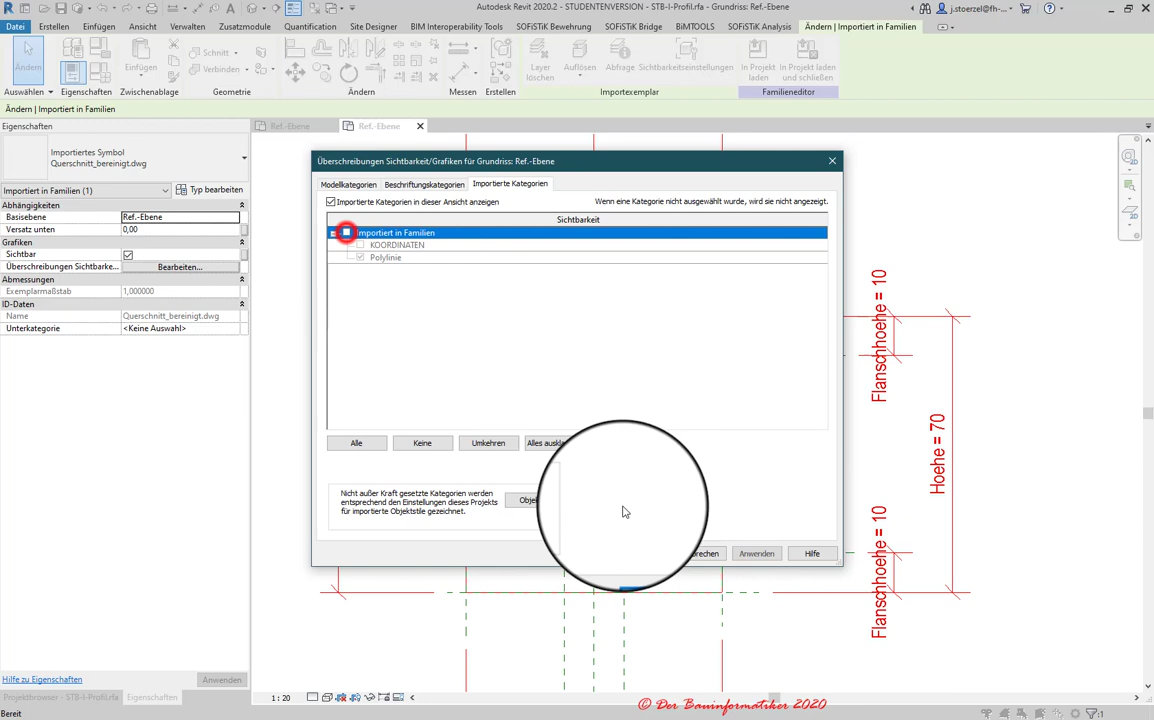 Autodesk Revit 2020.2 - STUDENTENVERSION - STB-I-Profil.rfa - Grundriss: Ref.-Ebene
j.stoerzel@fh-...
Datei Erstellen Einfügen Ansicht Verwalten Zusatzmodule Quantification Site Designer BIM Interoperability Tools SOFiSTiK Bewehrung SOFiSTiK Bridge BiMTOOLS SOFiSTiK Analysis Ändern | Importiert in Familien
Ändern
Einfügen
Schnitt
Verbinden
Layer löschen
Auflösen
Abfrage
Sichtbarkeitseinstellungen
In Projekt laden
In Projekt laden und schließen
Auswählen Eigenschaften Zwischenablage Geometrie Ändern Messen Erstellen Importexemplar Familieneditor
Ändern | Importiert in Familien
Eigenschaften
Ref.-Ebene
Ref.-Ebene
Importiertes Symbol
Querschnitt_bereinigt.dwg
Importiert in Familien (1)
Typ bearbeiten
Abhängigkeiten
Basisebene Ref.-Ebene
Versatz unten 0,00
Grafiken
Sichtbar
Überschreibungen Sichtbarke... Bearbeiten...
Abmessungen
Exemplarmaßstab 1,000000
ID-Daten
Name Querschnitt_bereinigt.dwg
Unterkategorie <Keine Auswahl>
Überschreibungen Sichtbarkeit/Grafiken für Grundriss: Ref.-Ebene
Modellkategorien Beschriftungskategorien Importierte Kategorien
Importierte Kategorien in dieser Ansicht anzeigen
Wenn eine Kategorie nicht ausgewählt wurde, wird sie nicht angezeigt.
Sichtbarkeit
Importiert in Familien
KOORDINATEN
Polylinie
Alle Keine Umkehren Alles auskla
Nicht außer Kraft gesetzte Kategorien werden
entsprechend den Einstellungen dieses Projekts
für importierte Objektstile gezeichnet.
Obje
rechen Anwenden Hilfe
Flanschhoehe = 10
Hoehe = 70
Flanschhoehe = 10
Hilfe zu Eigenschaften
Anwenden
Projektbrowser - STB-I-Profil.rfa Eigenschaften
1 : 20
© Der Bauinformatiker 2020
Bereit
:1